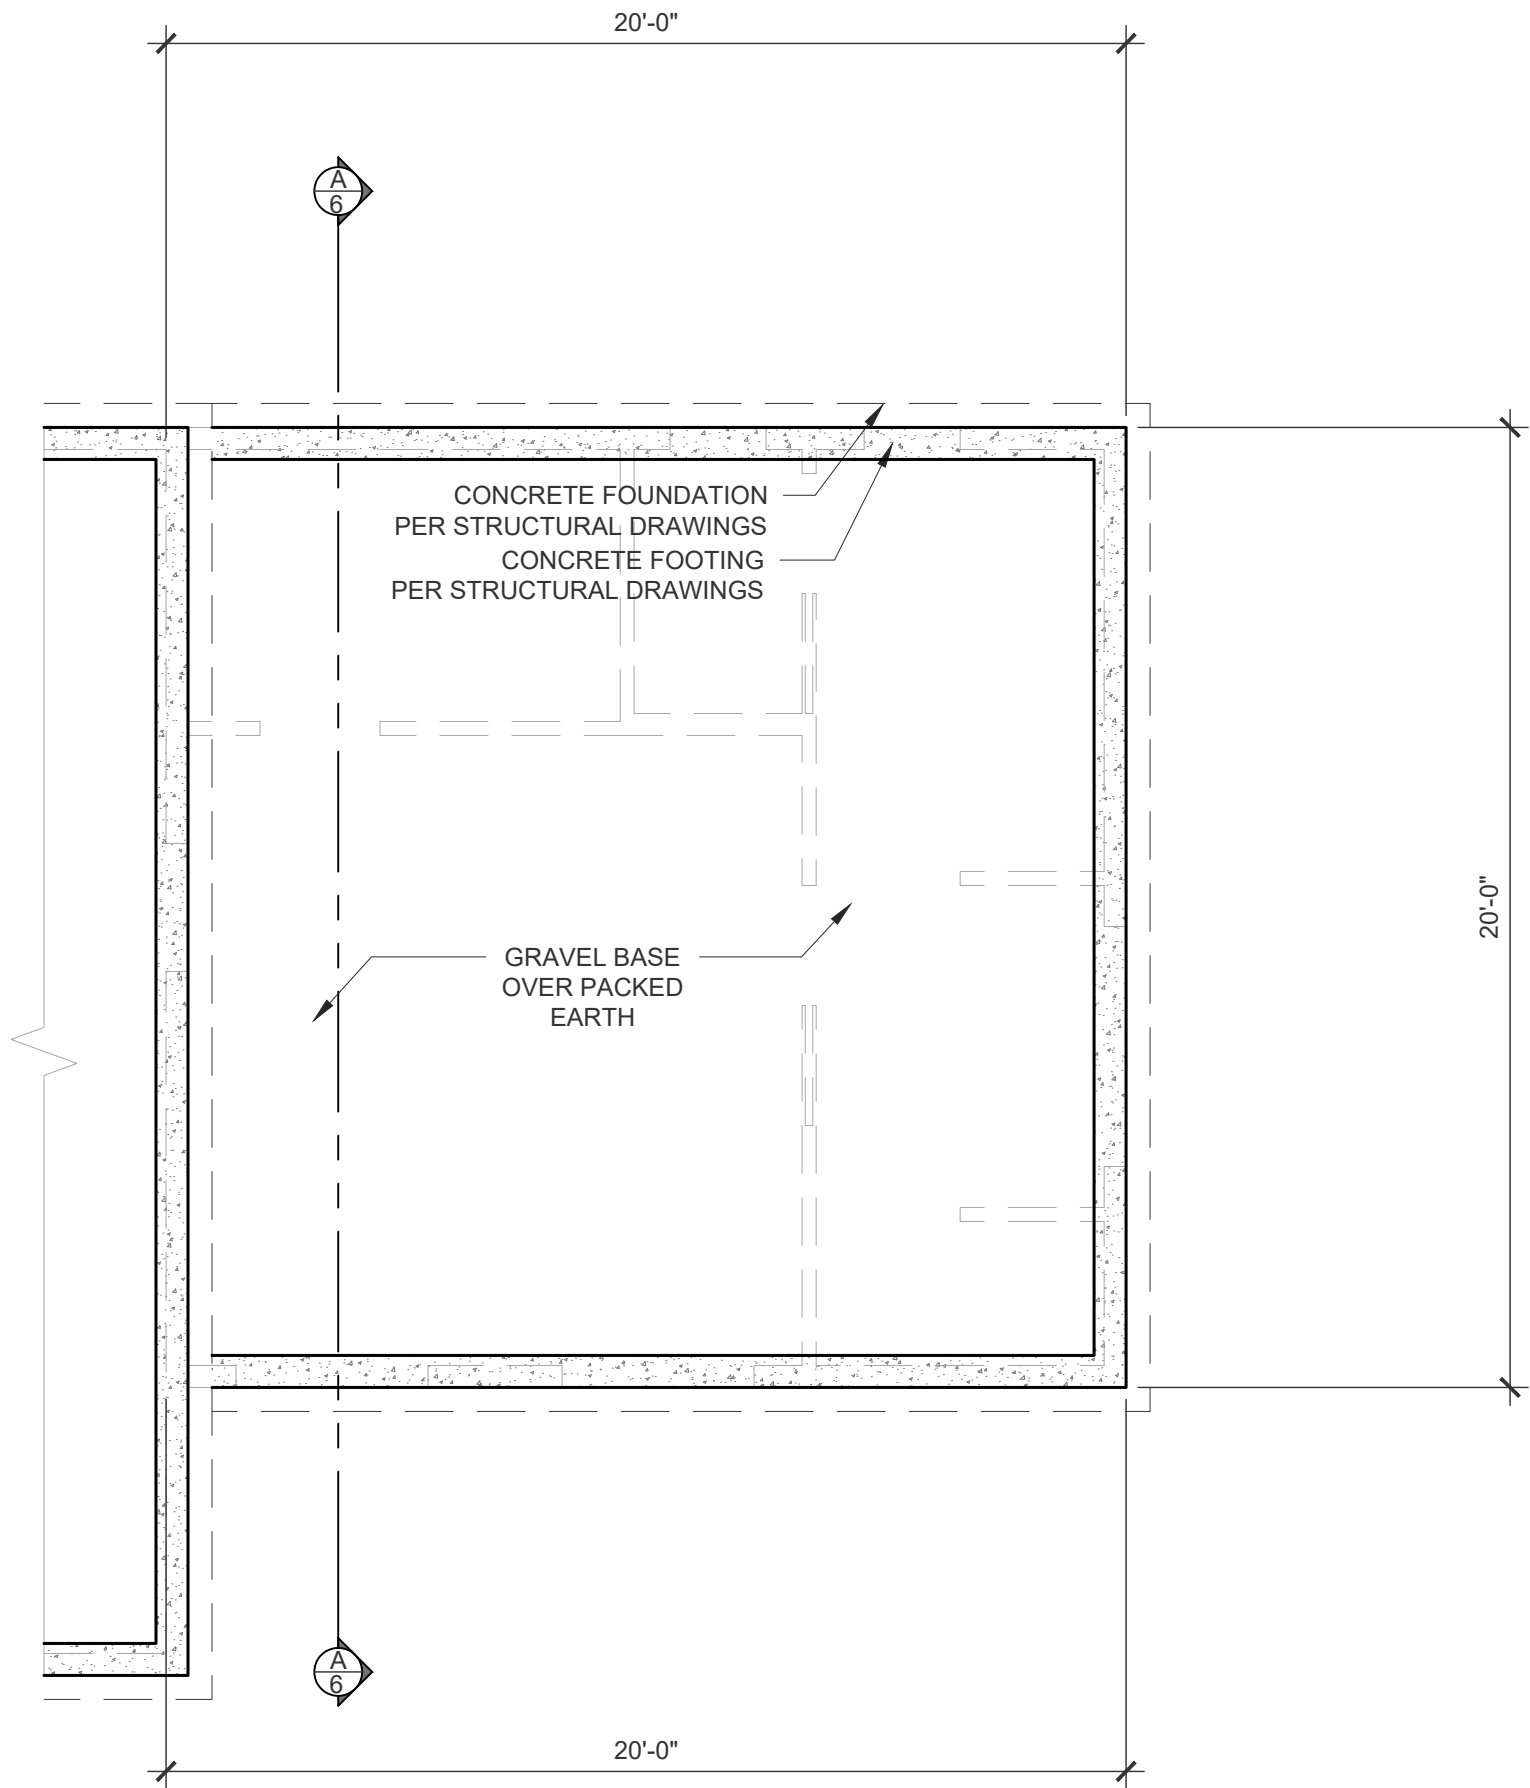 20'-0"
A
6
CONCRETE FOUNDATION
PER STRUCTURAL DRAWINGS
CONCRETE FOOTING
PER STRUCTURAL DRAWINGS
20'-0"
GRAVEL BASE
OVER PACKED
EARTH
A
6
20'-0"